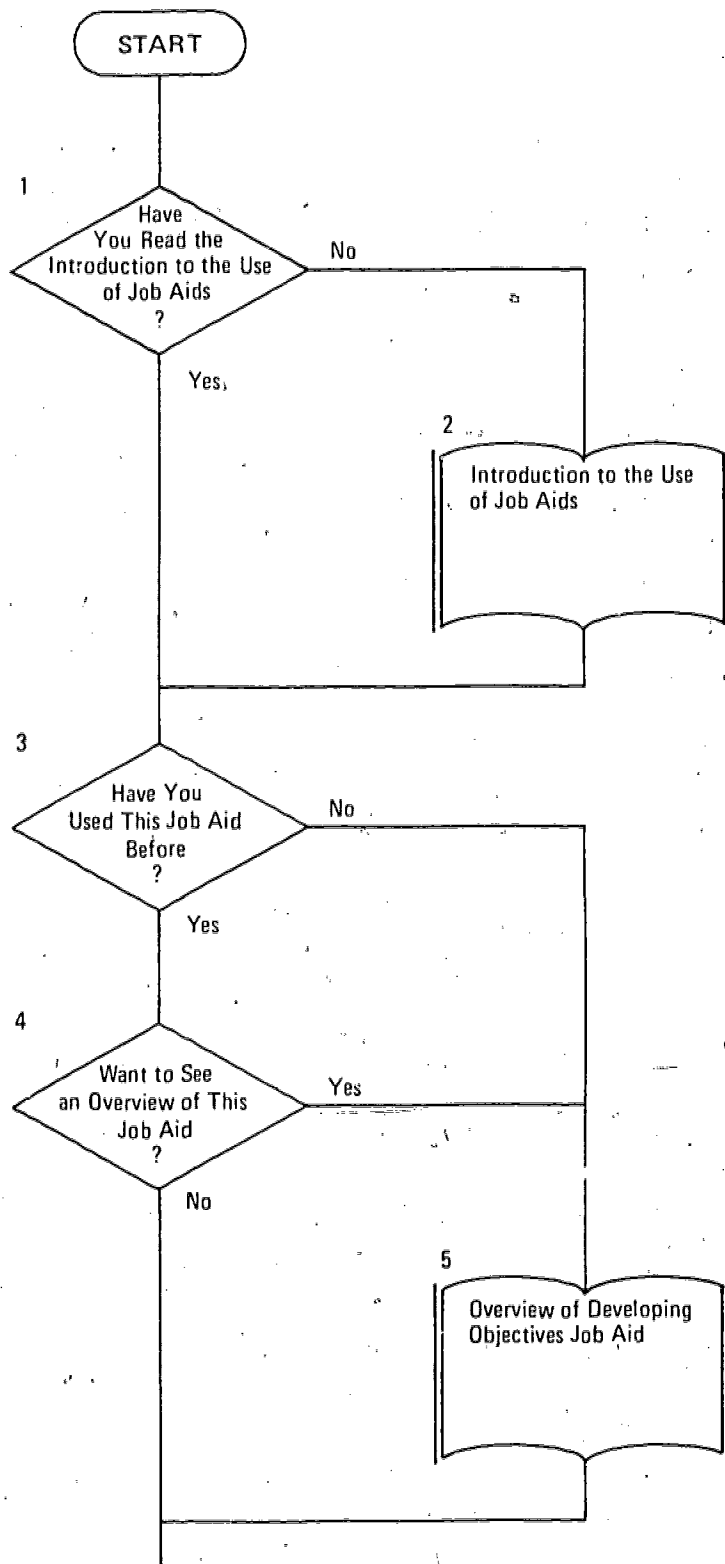 START
1
Have
You Read the
Introduction to the Use
of Job Aids
?
No
Yes
2
Introduction to the Use
of Job Aids
3
Have You
Used This Job Aid
Before
?
No
Yes
4
Want to See
an Overview of This
Job Aid
?
Yes
No
5
Overview of Developing
Objectives Job Aid